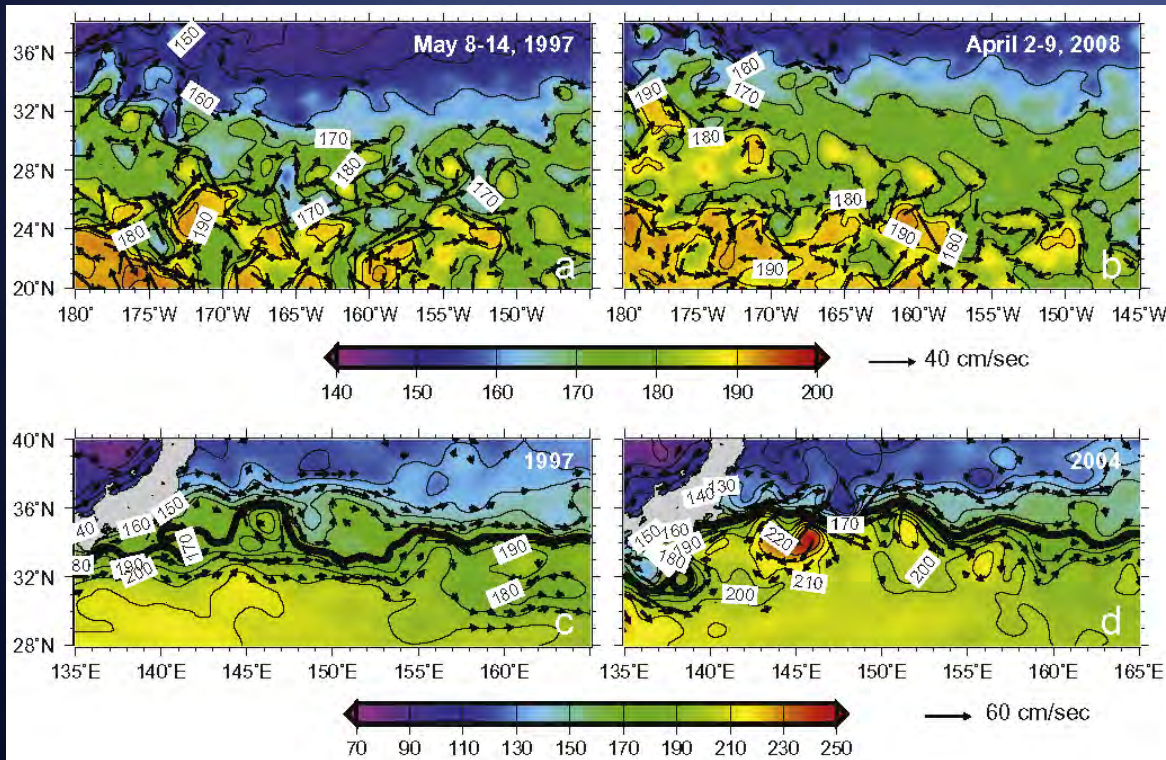 May 8-14, 1997
150
160
170
180
170
170
180
190
a
36°N
32°N
28°N
24°N
20°N
180°
175°W
170°W
165°W
160°W
155°W
150°W
April 2-9, 2008
160
170
190
180
180
190
180
190
b
180°
175°W
170°W
165°W
160°W
155°W
150°W
145°W
140
150
160
170
180
190
200
40 cm/sec
1997
150
160
40
170
80
190
200
190
180
c
40°N
36°N
32°N
28°N
135°E
140°E
145°E
150°E
155°E
160°E
2004
130
140
150
160
190
180
170
220
210
200
200
d
135°E
140°E
145°E
150°E
155°E
160°E
165°E
70
90
110
130
150
170
190
210
230
250
60 cm/sec